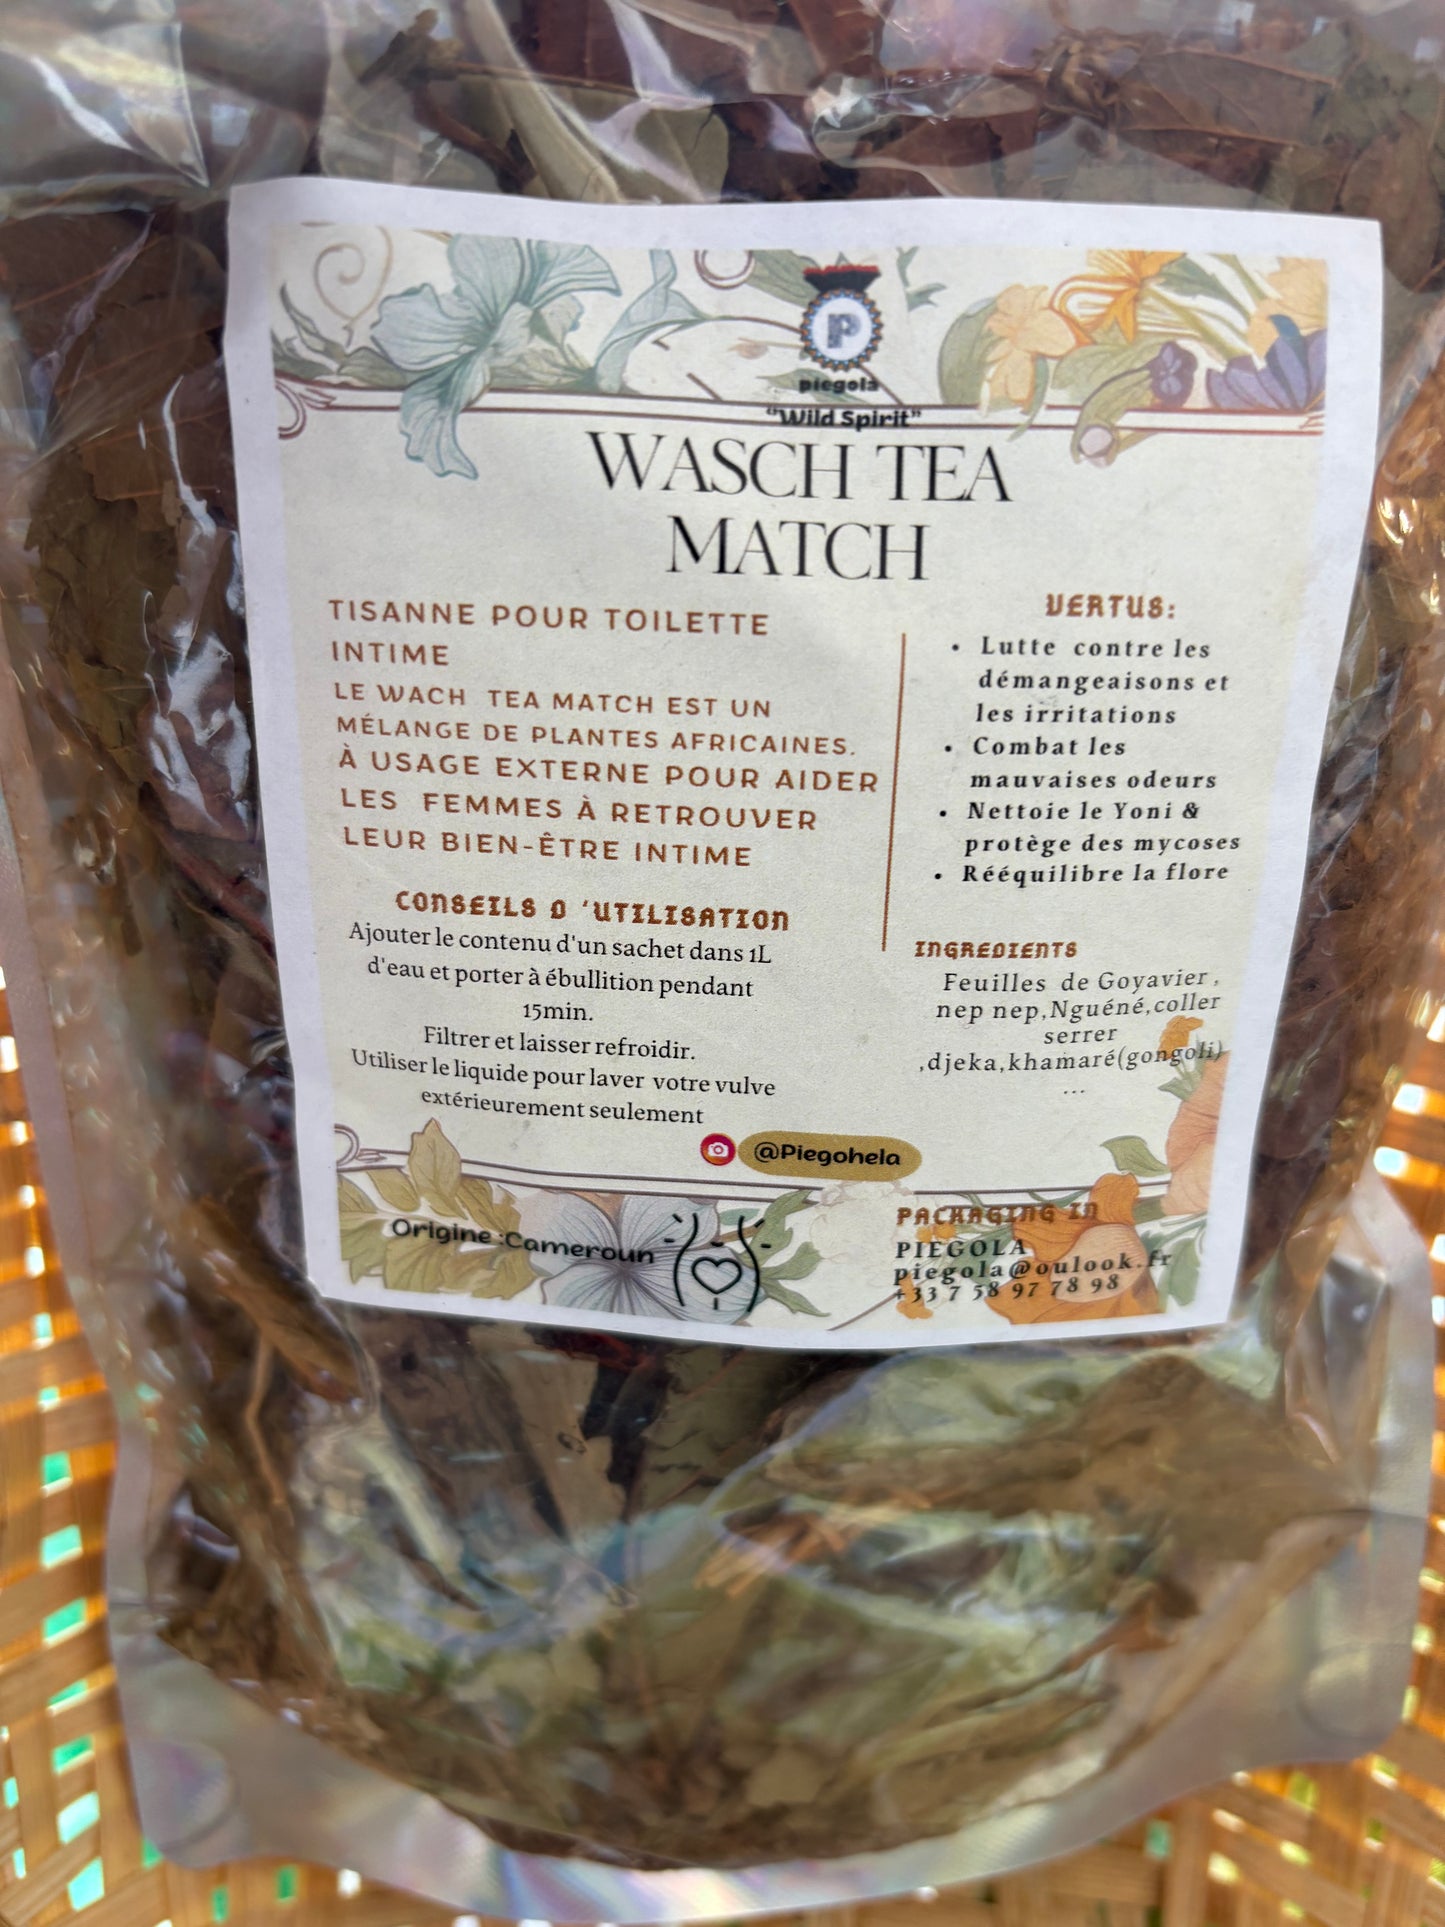 P
piegola
“Wild Spirit”
WASCH TEA
MATCH
TISANNE POUR TOILETTE
INTIME
LE WACH TEA MATCH EST UN
MÉLANGE DE PLANTES AFRICAINES.
À USAGE EXTERNE POUR AIDER
LES FEMMES À RETROUVER
LEUR BIEN-ÊTRE INTIME
CONSEILS D 'UTILISATION
Ajouter le contenu d'un sachet dans 1L
d'eau et porter à ébullition pendant
15min.
Filtrer et laisser refroidir.
Utiliser le liquide pour laver votre vulve
extérieurement seulement
VERTUS:
• Lutte contre les
démangeaisons et
les irritations
• Combat les
mauvaises odeurs
• Nettoie le Yoni &
protège des mycoses
• Rééquilibre la flore
INGREDIENTS
Feuilles de Goyavier,
nep nep,Nguéné,coller
serrer
,djeka,khamaré(gongoli)
...
@Piegohela
Origine :Cameroun
PACKAGING IN
PIEGOLA
piegola@oulook.fr
+33 7 58 97 78 98